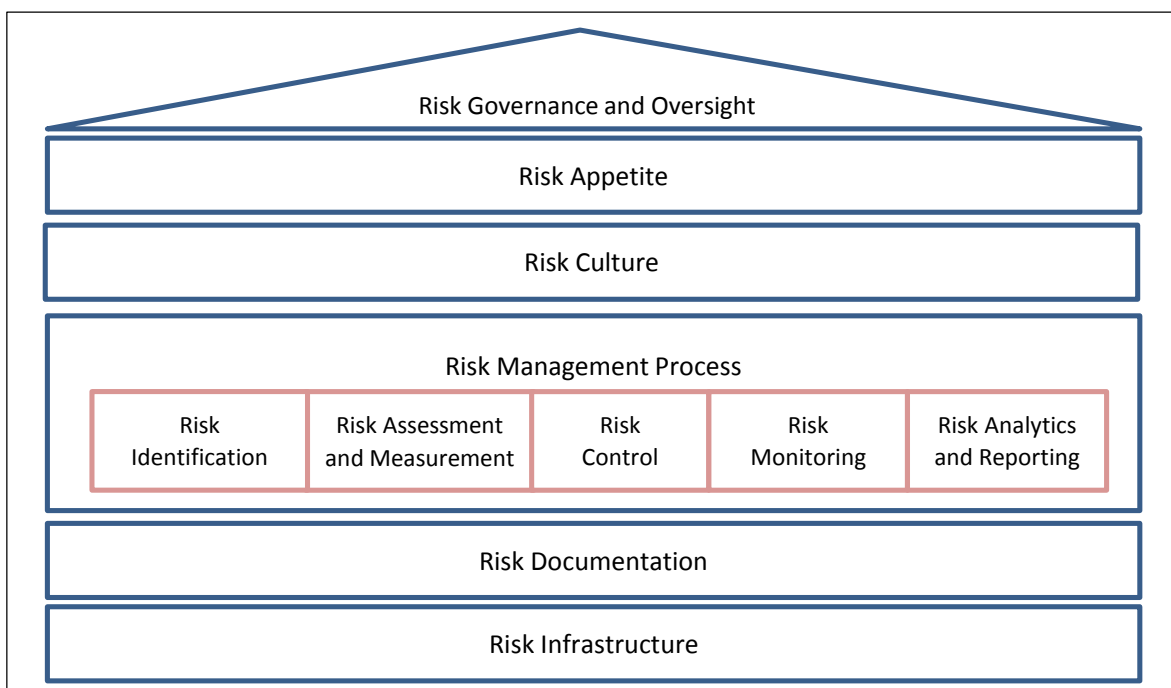 Risk Governance and Oversight
Risk Appetite
Risk Culture
Risk Management Process
Risk
Identification
Risk Assessment
and Measurement
Risk
Control
Risk
Monitoring
Risk Analytics
and Reporting
Risk Documentation
Risk Infrastructure